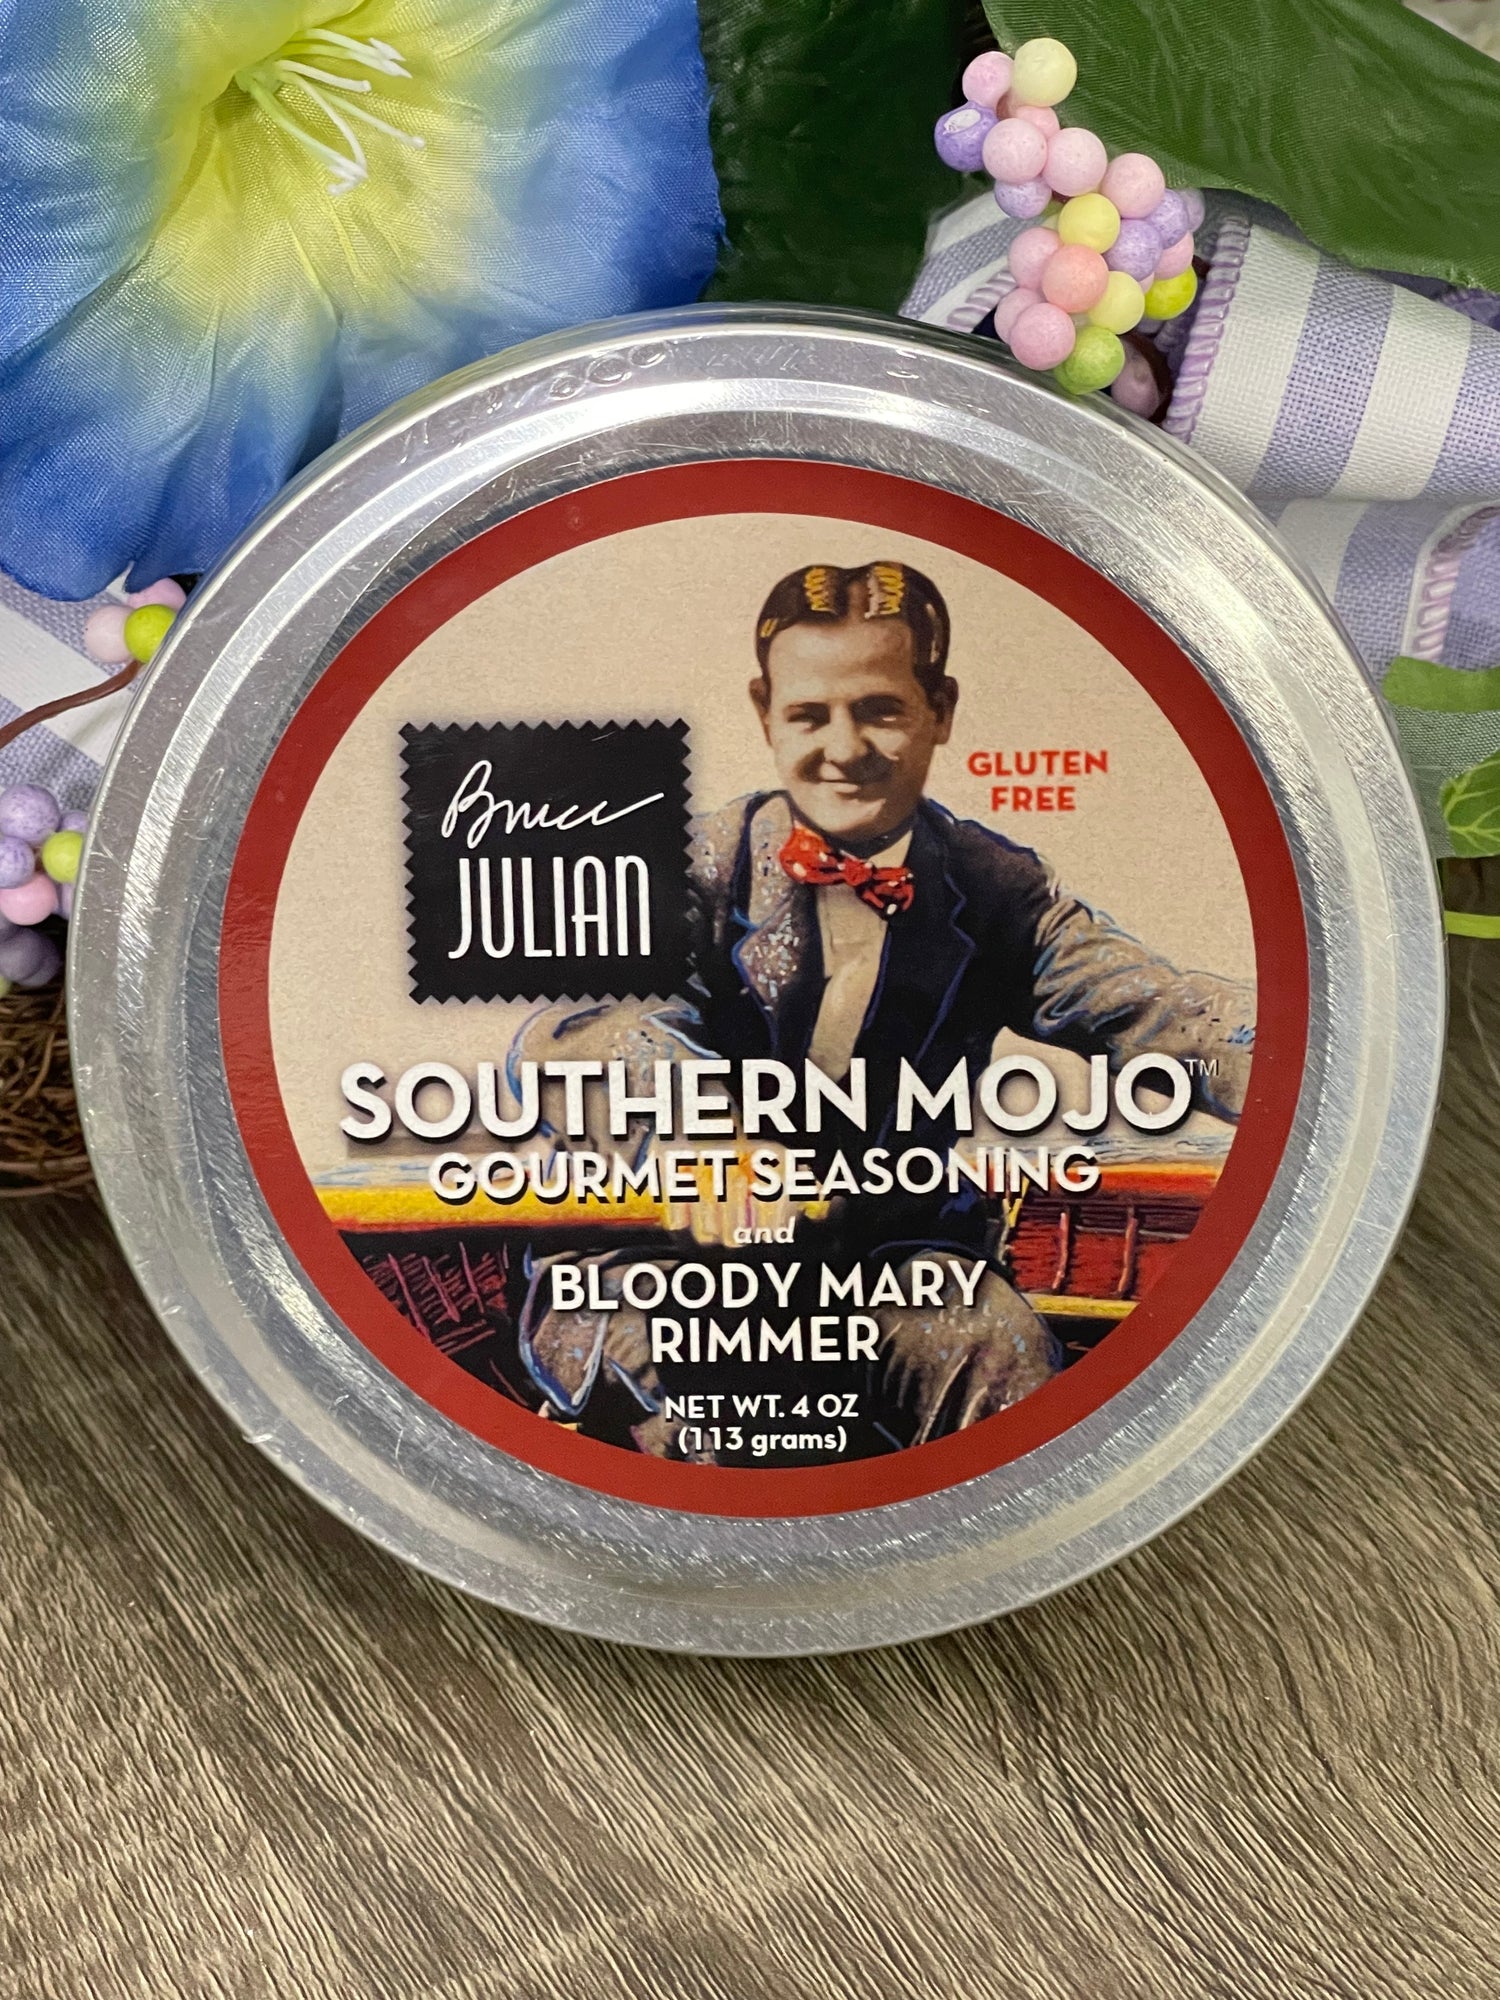 Bruce
JULIAN
GLUTEN
FREE
SOUTHERN MOJO™
GOURMET SEASONING
and
BLOODY MARY
RIMMER
NET WT. 4 OZ
(113 grams)